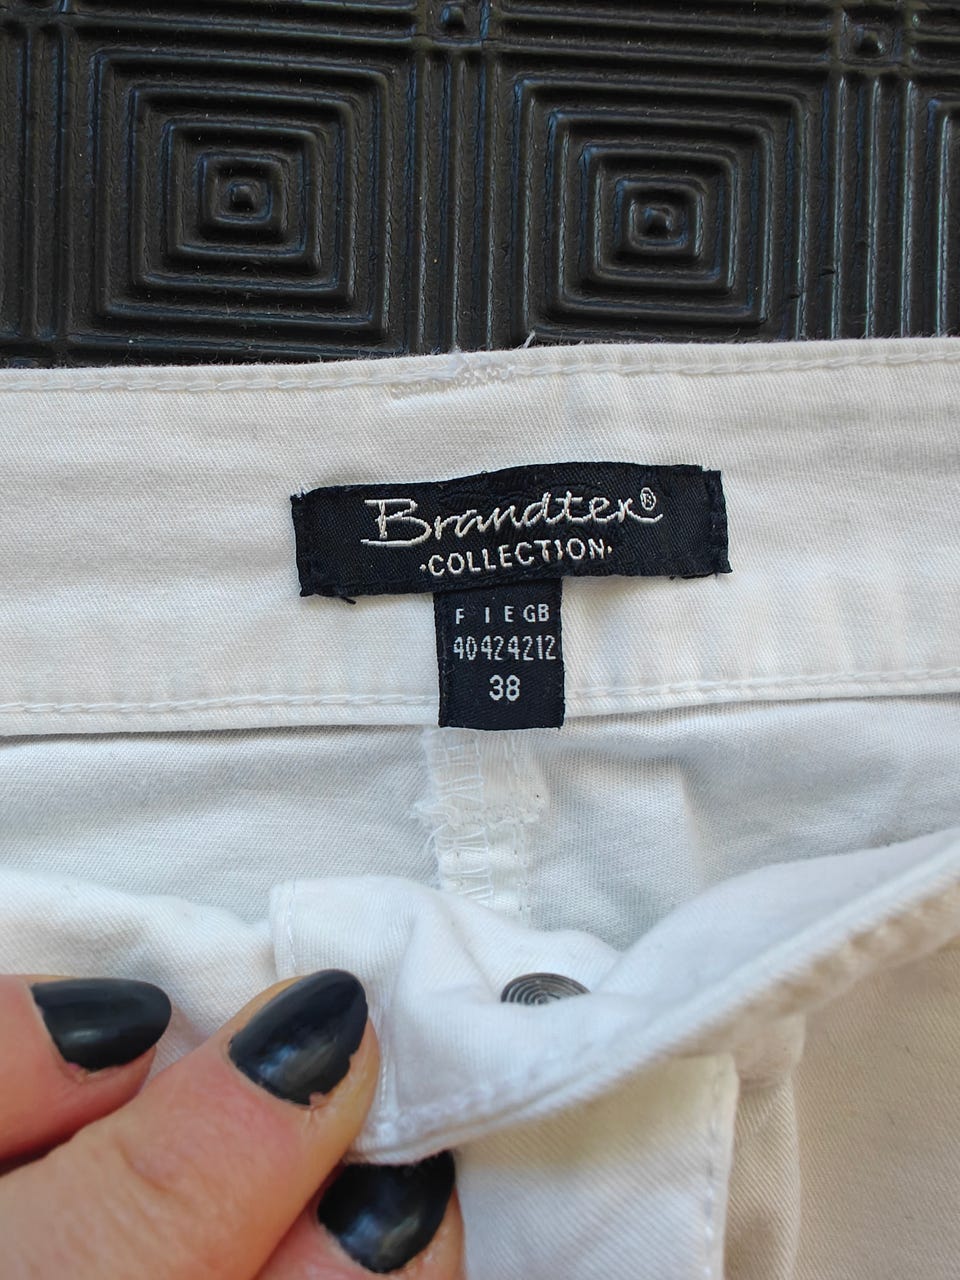 Brandtex®
·COLLECTION·
F I E GB
40 42 42 12
38